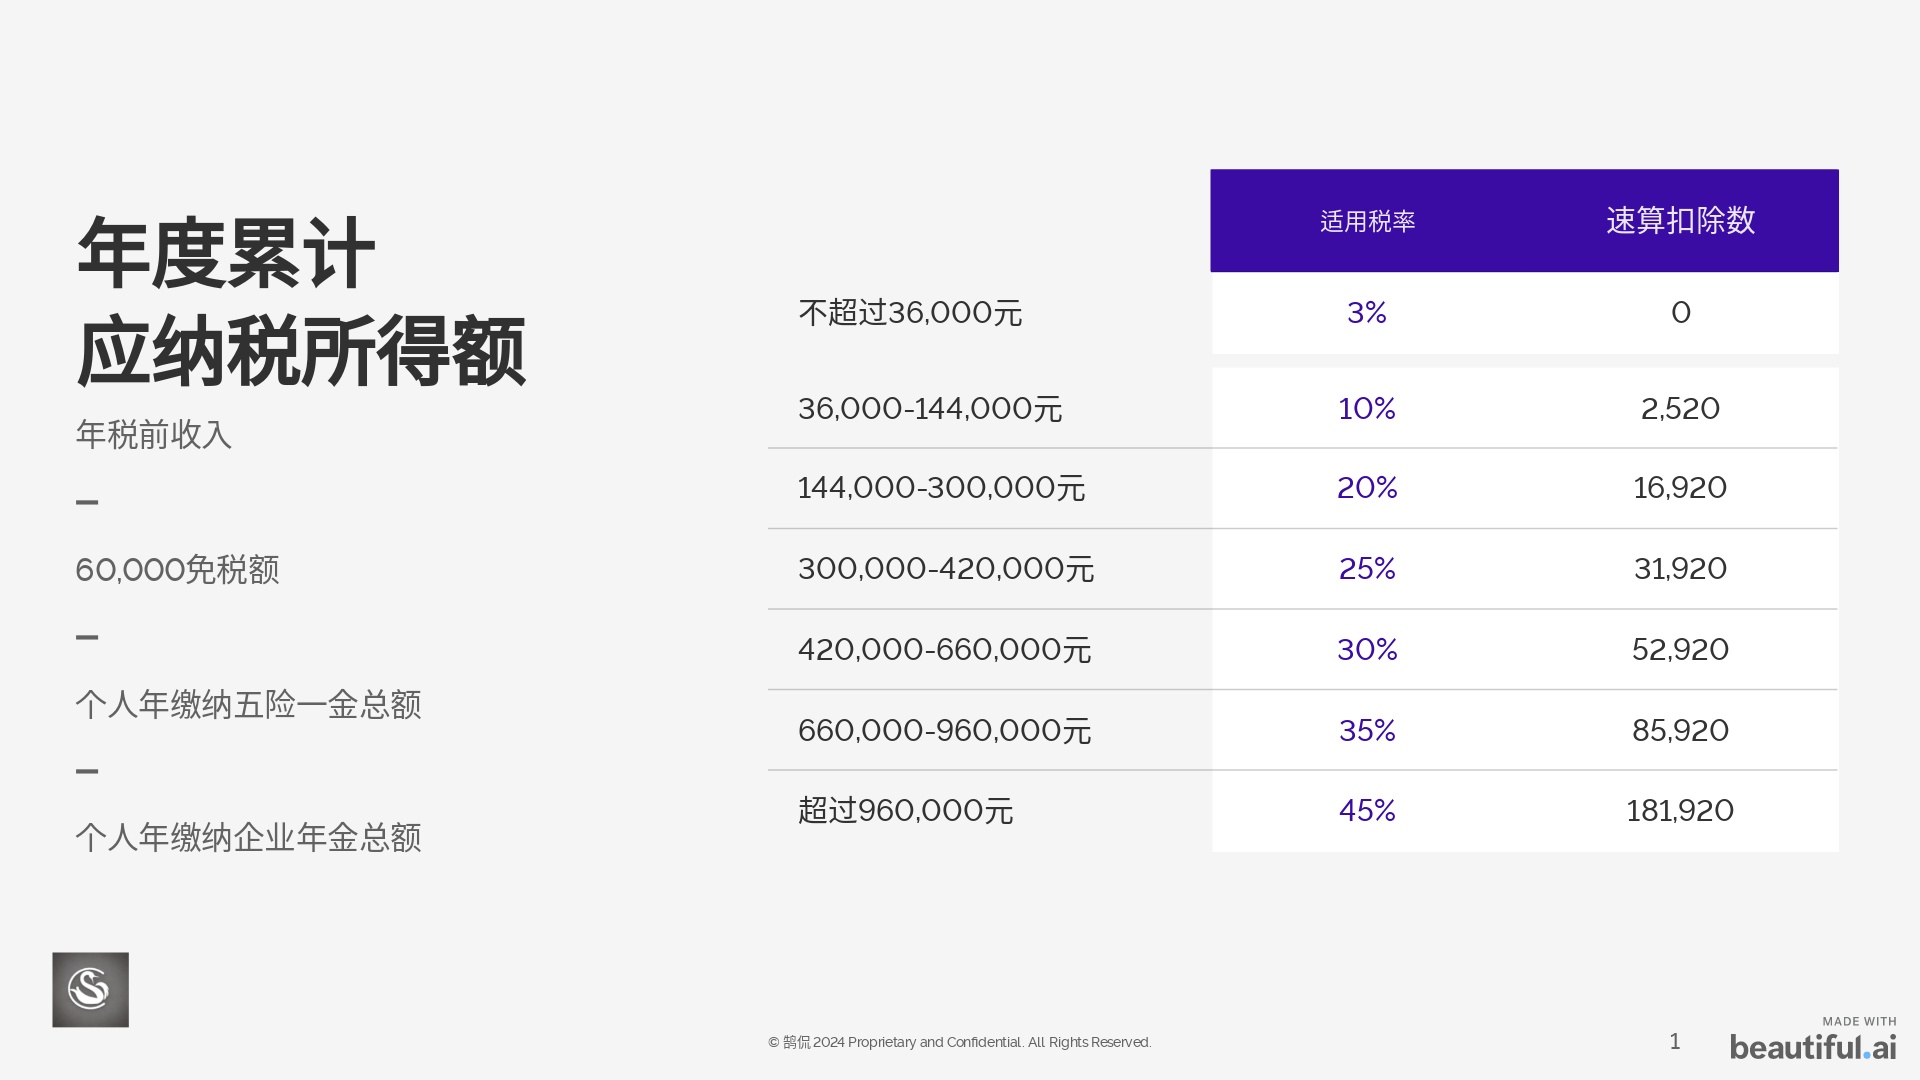 年度累计
应纳税所得额
年税前收入
–
60,000免税额
–
个人年缴纳五险一金总额
–
个人年缴纳企业年金总额
适用税率 速算扣除数
不超过36,000元 3% 0
36,000-144,000元 10% 2,520
144,000-300,000元 20% 16,920
300,000-420,000元 25% 31,920
420,000-660,000元 30% 52,920
660,000-960,000元 35% 85,920
超过960,000元 45% 181,920
© 鹄侃 2024 Proprietary and Confidential. All Rights Reserved.
1
MADE WITH
beautiful.ai